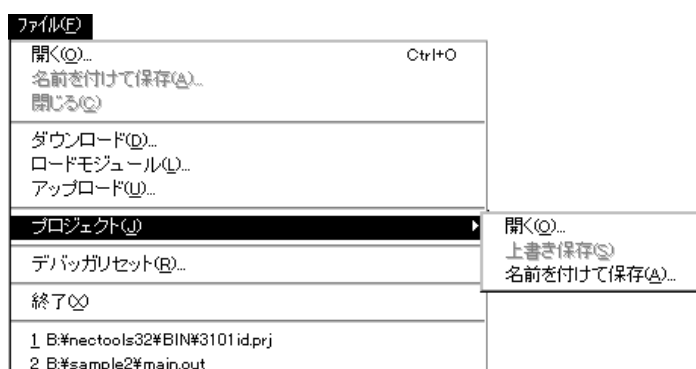 ファイル(F)
開く(O)... Ctrl+O
名前を付けて保存(A)...
閉じる(C)
ダウンロード(D)...
ロードモジュール(L)...
アップロード(U)...
プロジェクト(J)
開く(O)...
上書き保存(S)
名前を付けて保存(A)...
デバッガリセット(R)...
終了(X)
1 B:¥nectools32¥BIN¥3101id.prj
2 B:¥sample2¥main.out